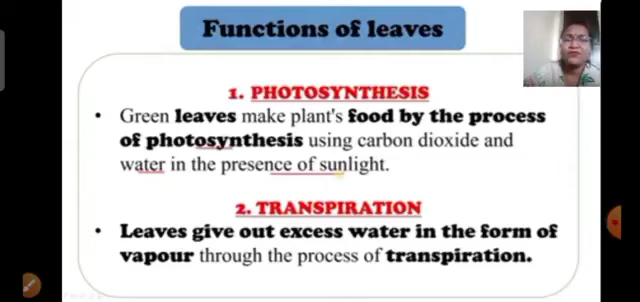 Functions of leaves
1. PHOTOSYNTHESIS
• Green leaves make plant's food by the process
of photosynthesis using carbon dioxide and
water in the presence of sunlight.
2. TRANSPIRATION
• Leaves give out excess water in the form of
vapour through the process of transpiration.